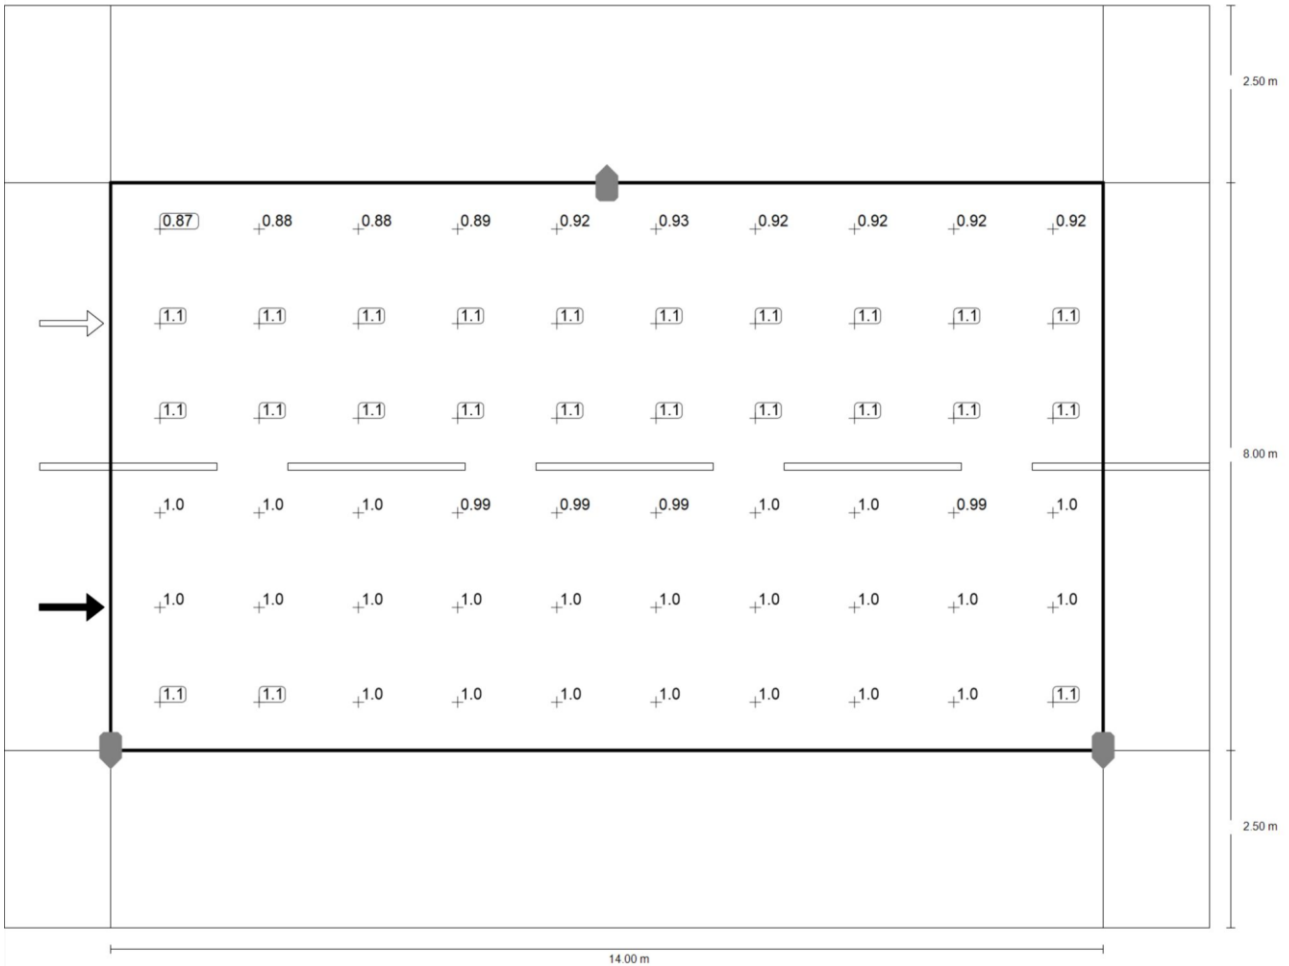 2.50 m
0.87 0.88 0.88 0.89 0.92 0.93 0.92 0.92 0.92 0.92
1.1 1.1 1.1 1.1 1.1 1.1 1.1 1.1 1.1 1.1
1.1 1.1 1.1 1.1 1.1 1.1 1.1 1.1 1.1 1.1
8.00 m
1.0 1.0 1.0 0.99 0.99 0.99 1.0 1.0 0.99 1.0
1.0 1.0 1.0 1.0 1.0 1.0 1.0 1.0 1.0 1.0
1.1 1.1 1.0 1.0 1.0 1.0 1.0 1.0 1.0 1.1
2.50 m
14.00 m